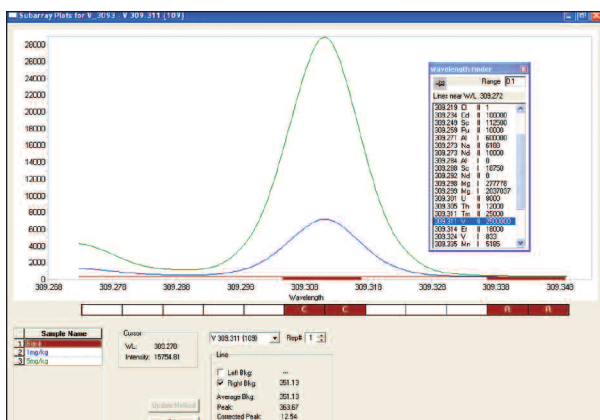 Subarray Plots for V_3093 - V 309.311 (109)
28000
26000
24000
22000
20000
18000
16000
14000
12000
10000
8000
6000
4000
2000
0
309.268
309.278
309.288
309.298
309.308
309.318
309.328
309.338
309.348
Wavelength
Wavelength Finder
Range 0.1
Lines near W/L 309.272
309.219 Cl II 1
309.234 Cd II 100000
309.249 Sc II 112500
309.259 Ru II 10000
309.271 Al I 600000
309.273 Na II 6180
309.273 Nd II 10000
309.284 Al I 0
309.288 Sc I 18750
309.292 Nd II 0
309.298 Mg I 277778
309.299 Mg I 2037037
309.301 U II 8000
309.305 Th II 12000
309.311 Tm II 25000
309.311 V II
309.314 Er II 18000
309.324 V I 833
309.335 Mn I 5185
C C R R
Sample Name
1 Blank
2 1mg/kg
3 5mg/kg
Cursor
WL: 309.278
Intensity: 15754.81
Update Method
V 309.311 (109) Rep# 1
Line
Left Bkg: ---
Right Bkg: 351.13
Average Bkg: 351.13
Peak: 363.67
Corrected Peak: 12.54